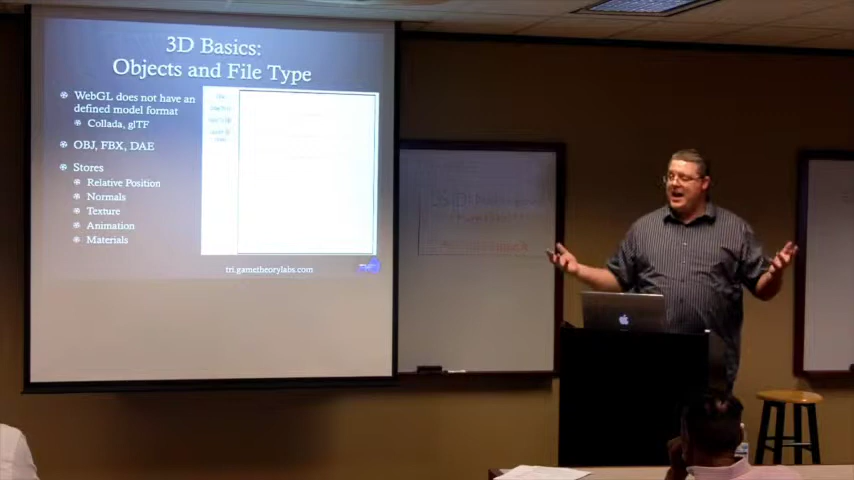 3D Basics:
Objects and File Type
WebGL does not have an
defined model format
Collada, glTF
OBJ, FBX, DAE
Stores
Relative Position
Normals
Texture
Animation
Materials
tri.gametheorylabs.com